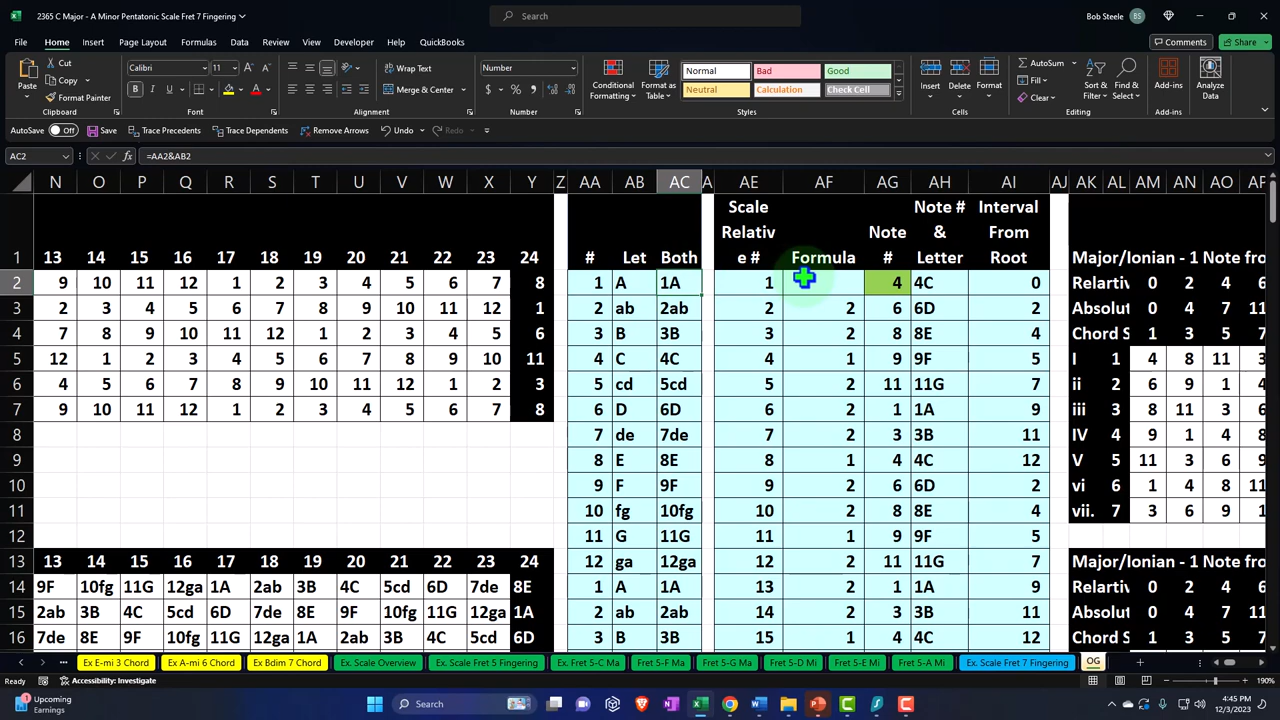 2365 C Major - A Minor Pentatonic Scale Fret 7 Fingering
Search
Bob Steele BS
File Home Insert Page Layout Formulas Data Review View Developer Help QuickBooks Comments Share
Cut
Copy
Format Painter
Paste
Calibri 11
Wrap Text
Merge & Center
Number
Conditional Formatting
Format as Table
Normal Bad Good
Neutral Calculation Check Cell
Insert Delete Format
AutoSum
Fill
Clear
Sort & Filter
Find & Select
Add-ins
Analyze Data
Clipboard Font Alignment Number Styles Cells Editing Add-ins
AutoSave Off Save Trace Precedents Trace Dependents Remove Arrows Undo Redo
AC2 fx =AA2&AB2
N O P Q R S T U V W X Y Z AA AB AC A AE AF AG AH AI AJ AK AL AM AN AO AP
Scale Relativ e # Formula Note # Note # & Letter Interval From Root
1 13 14 15 16 17 18 19 20 21 22 23 24 # Let Both Major/Ionian - 1 Note fro
2 9 10 11 12 1 2 3 4 5 6 7 8 1 A 1A 1 4 4C 0 Relartiv 0 2 4 6
3 2 3 4 5 6 7 8 9 10 11 12 1 2 ab 2ab 2 2 6 6D 2 Absolut 0 4 7 11
4 7 8 9 10 11 12 1 2 3 4 5 6 3 B 3B 3 2 8 8E 4 Chord S 1 3 5 7
5 12 1 2 3 4 5 6 7 8 9 10 11 4 C 4C 4 1 9 9F 5 I 1 4 8 11 3
6 4 5 6 7 8 9 10 11 12 1 2 3 5 cd 5cd 5 2 11 11G 7 ii 2 6 9 1 4
7 9 10 11 12 1 2 3 4 5 6 7 8 6 D 6D 6 2 1 1A 9 iii 3 8 11 3 6
8 7 de 7de 7 2 3 3B 11 IV 4 9 1 4 8
9 8 E 8E 8 1 4 4C 12 V 5 11 3 6 9
10 9 F 9F 9 2 6 6D 2 vi 6 1 4 8 11
11 10 fg 10fg 10 2 8 8E 4 vii. 7 3 6 9 1
12 11 G 11G 11 1 9 9F 5
13 13 14 15 16 17 18 19 20 21 22 23 24 12 ga 12ga 12 2 11 11G 7 Major/Ionian - 1 Note fro
14 9F 10fg 11G 12ga 1A 2ab 3B 4C 5cd 6D 7de 8E 1 A 1A 13 2 1 1A 9 Relartiv 0 2 4 6
15 2ab 3B 4C 5cd 6D 7de 8E 9F 10fg 11G 12ga 1A 2 ab 2ab 14 2 3 3B 11 Absolut 0 4 7 11
16 7de 8E 9F 10fg 11G 12ga 1A 2ab 3B 4C 5cd 6D 3 B 3B 15 1 4 4C 12 Chord S 1 3 5 7
Ex E-mi 3 Chord Ex A-mi 6 Chord Ex Bdim 7 Chord Ex. Scale Overview Ex. Scale Fret 5 Fingering Ex. Fret 5-C Ma Fret 5-F Ma Fret 5-G Ma Fret 5-D Mi Fret 5-E Mi Fret 5-A Mi Ex. Scale Fret 7 Fingering OG
Ready Accessibility: Investigate 190%
Upcoming
Earnings
Search
4:45 PM
12/3/2023